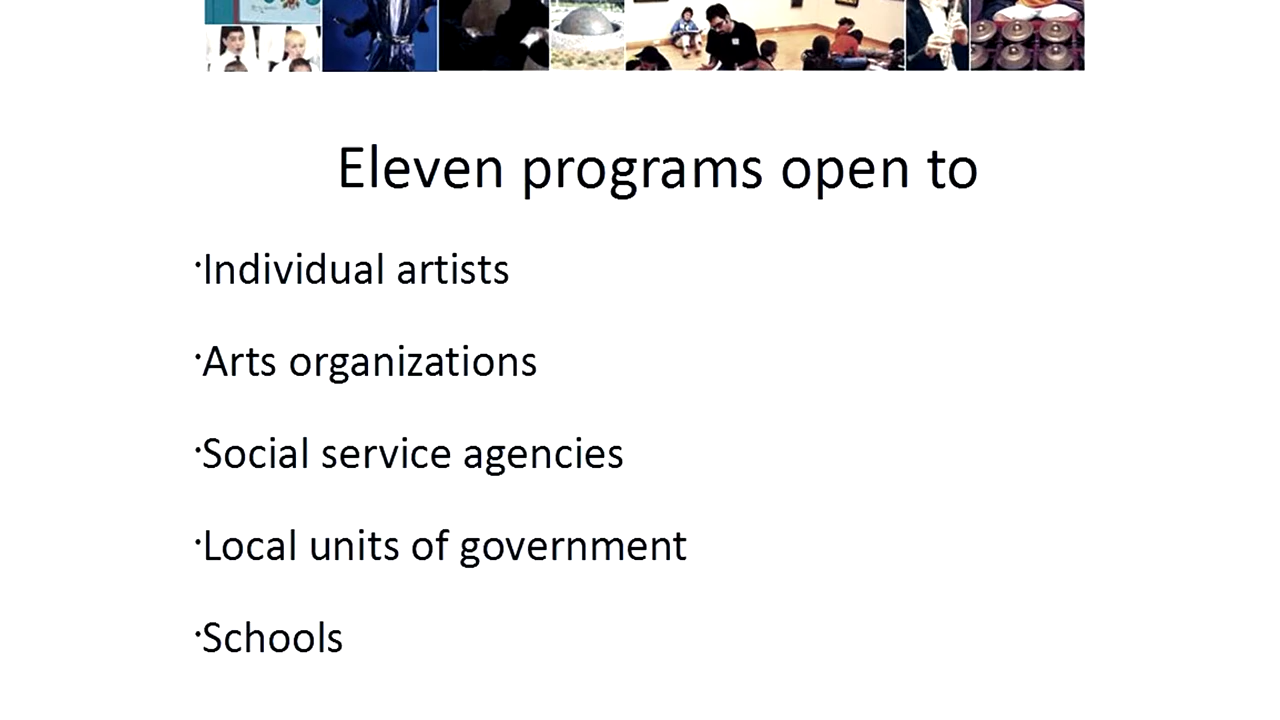 Eleven programs open to
·Individual artists
·Arts organizations
·Social service agencies
·Local units of government
·Schools